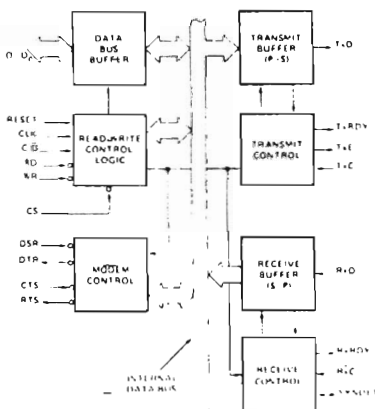 DATA
BUS
BUFFER
TRANSMIT
BUFFER
(P-S)
TxD
RESET
CLK
C/D
RD
WR
CS
READ/WRITE
CONTROL
LOGIC
TRANSMIT
CONTROL
TxRDY
TxE
TxC
DSR
DTR
CTS
RTS
MODEM
CONTROL
RECEIVE
BUFFER
(S-P)
RxD
INTERNAL
DATA BUS
RECEIVE
CONTROL
RxRDY
RxC
SYNDET